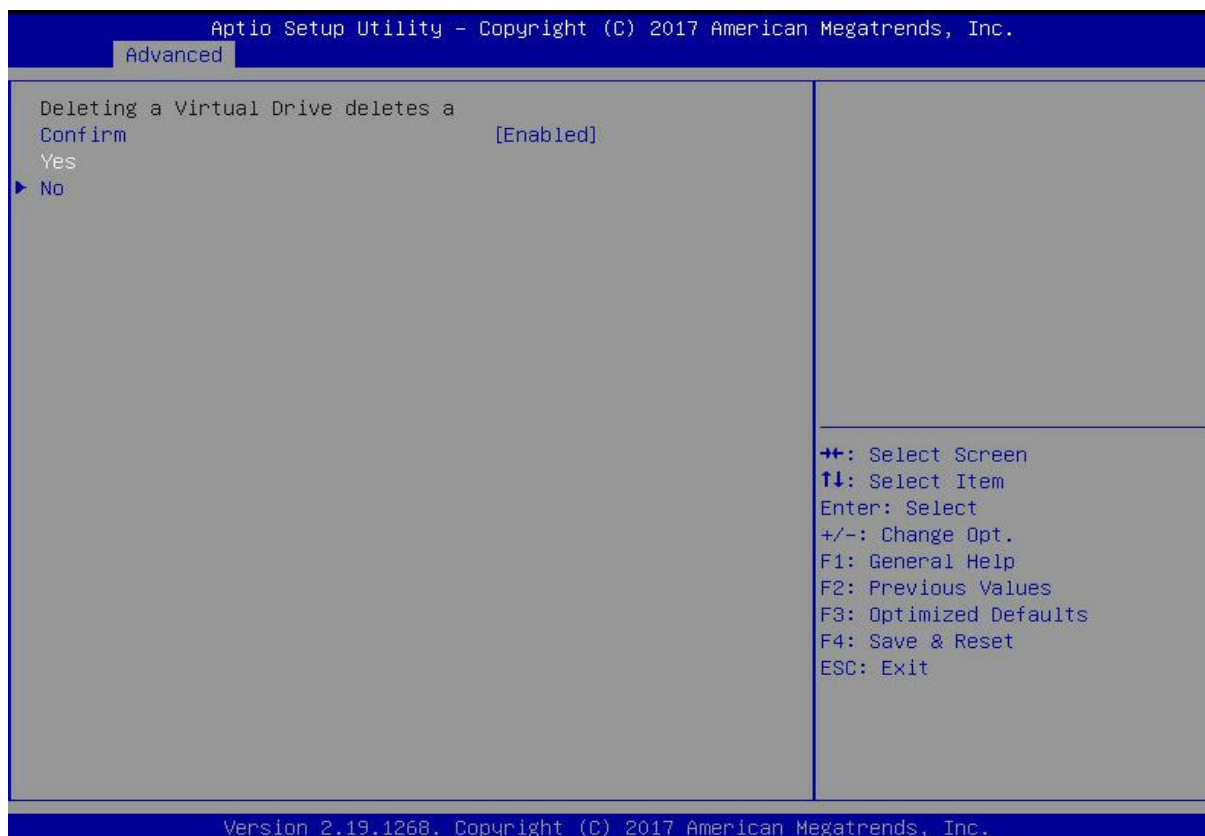 Aptio Setup Utility – Copyright (C) 2017 American Megatrends, Inc.
Advanced
Deleting a Virtual Drive deletes a
Confirm [Enabled]
Yes
▶ No
→←: Select Screen
↑↓: Select Item
Enter: Select
+/-: Change Opt.
F1: General Help
F2: Previous Values
F3: Optimized Defaults
F4: Save & Reset
ESC: Exit
Version 2.19.1268. Copyright (C) 2017 American Megatrends, Inc.